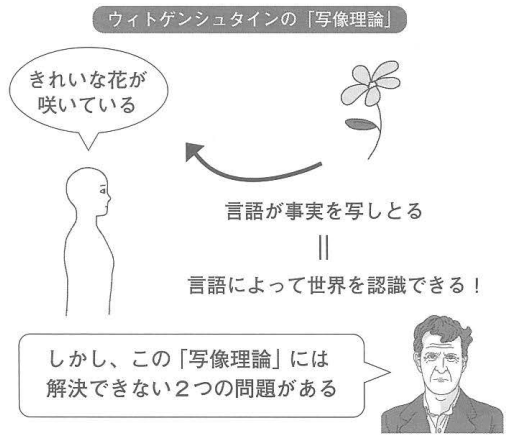 ウィトゲンシュタインの「写像理論」
きれいな花が
咲いている
言語が事実を写しとる
||
言語によって世界を認識できる！
しかし、この「写像理論」には
解決できない２つの問題がある